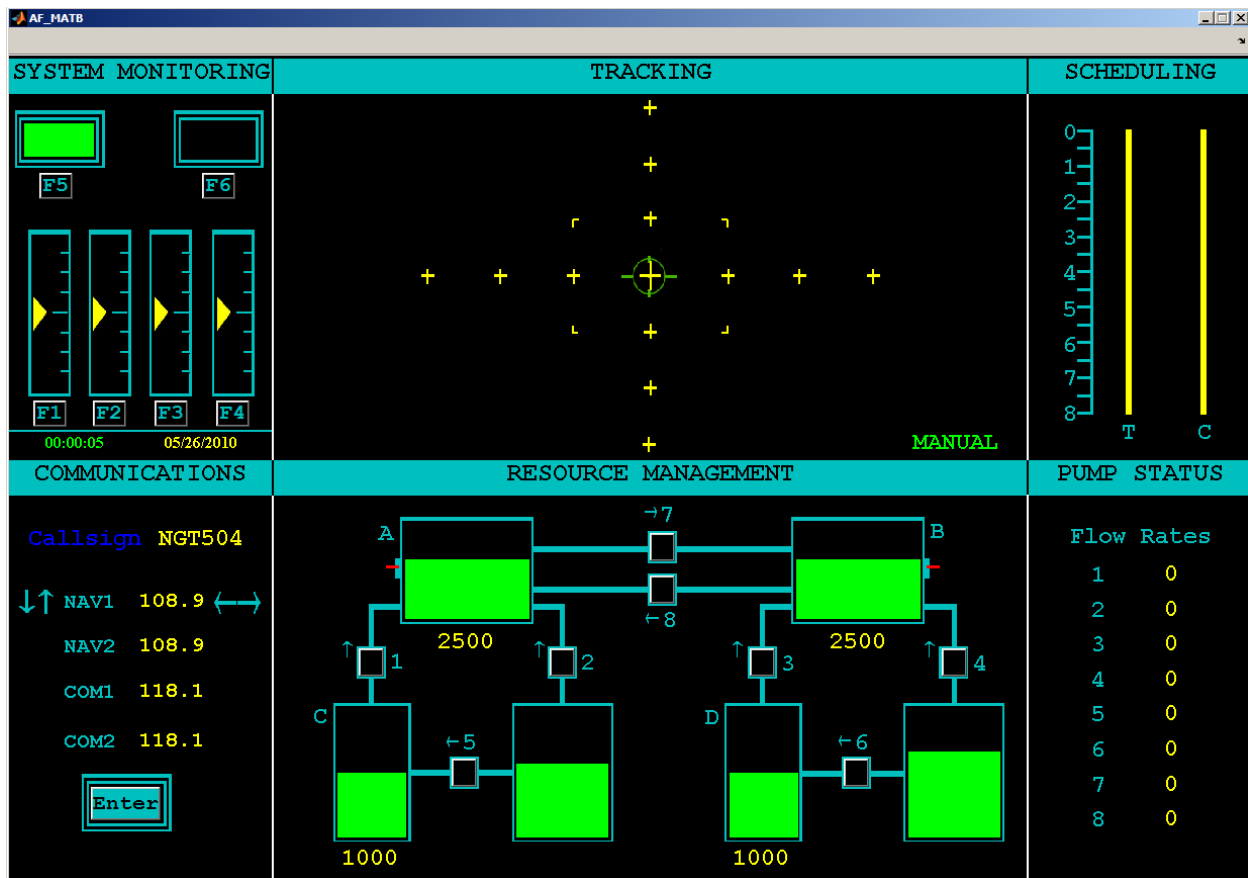 AF_MATB
SYSTEM MONITORING
F5 F6
F1 F2 F3 F4
00:00:05 05/26/2010
TRACKING
MANUAL
SCHEDULING
0
1
2
3
4
5
6
7
8
T C
COMMUNICATIONS
Callsign NGT504
↓↑ NAV1 108.9 ←→
NAV2 108.9
COM1 118.1
COM2 118.1
Enter
RESOURCE MANAGEMENT
→7
A B
←8
2500 2500
↑ 1 ↑ 2 ↑ 3 ↑ 4
C D
←5 ←6
1000 1000
PUMP STATUS
Flow Rates
1 0
2 0
3 0
4 0
5 0
6 0
7 0
8 0